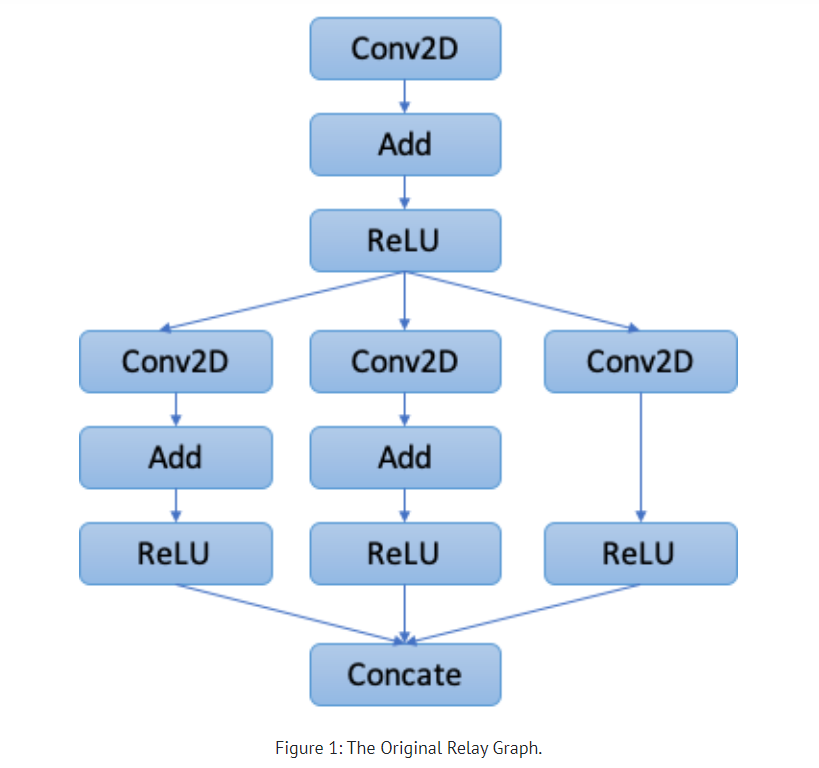 Conv2D
Add
ReLU
Conv2D
Conv2D
Conv2D
Add
Add
ReLU
ReLU
ReLU
Concate
Figure 1: The Original Relay Graph.